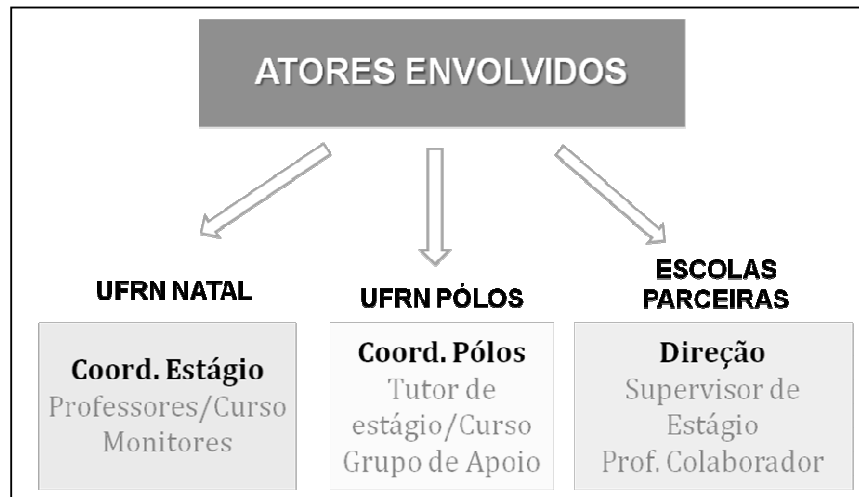 ATORES ENVOLVIDOS
UFRN NATAL
Coord. Estágio
Professores/Curso
Monitores
UFRN PÓLOS
Coord. Pólos
Tutor de
estágio/Curso
Grupo de Apoio
ESCOLAS
PARCEIRAS
Direção
Supervisor de
Estágio
Prof. Colaborador